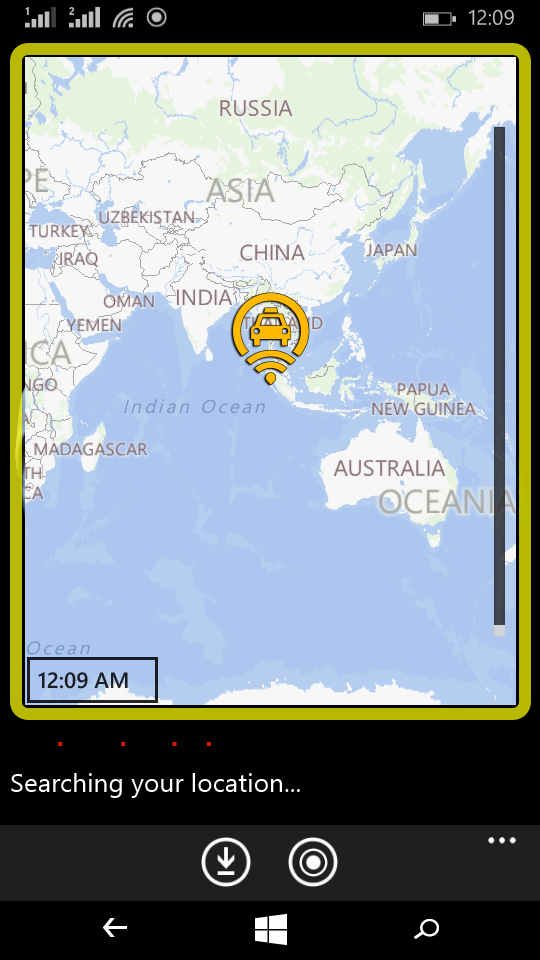 1
2
12:09
RUSSIA
PE
ASIA
UZBEKISTAN
TURKEY
CHINA
JAPAN
IRAQ
OMAN
INDIA
YEMEN
THAILAND
ICA
NGO
PAPUA
NEW GUINEA
Indian Ocean
MADAGASCAR
TH
CA
AUSTRALIA
OCEANIA
Ocean
12:09 AM
Searching your location...